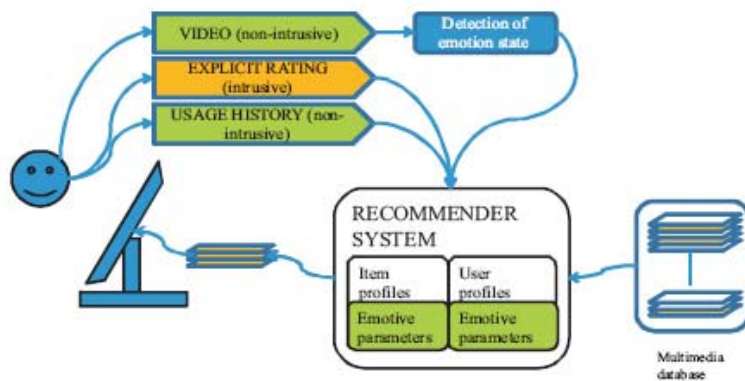 VIDEO (non-intrusive)
Detection of
emotion state
EXPLICIT RATING
(intrusive)
USAGE HISTORY (non-
intrusive)
RECOMMENDER
SYSTEM
Item
profiles
User
profiles
Emotive
parameters
Emotive
parameters
Multimedia
database